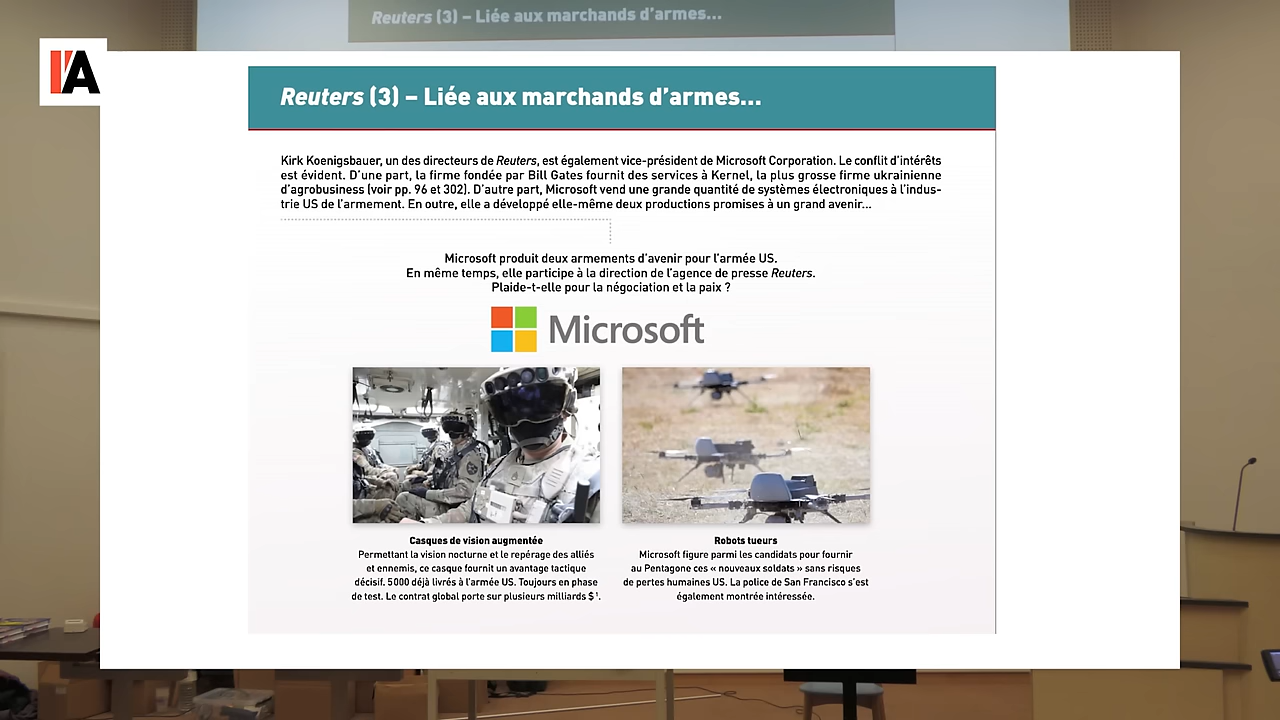 Reuters (3) – Liée aux marchands d’armes...
IA
Reuters (3) – Liée aux marchands d’armes...
Kirk Koenigsbauer, un des directeurs de Reuters, est également vice-président de Microsoft Corporation. Le conflit d’intérêts
est évident. D’une part, la firme fondée par Bill Gates fournit des services à Kernel, la plus grosse firme ukrainienne
d’agrobusiness (voir pp. 96 et 302). D’autre part, Microsoft vend une grande quantité de systèmes électroniques à l’indus-
trie US de l’armement. En outre, elle a développé elle-même deux productions promises à un grand avenir...
Microsoft produit deux armements d’avenir pour l’armée US.
En même temps, elle participe à la direction de l’agence de presse Reuters.
Plaide-t-elle pour la négociation et la paix ?
Microsoft
Casques de vision augmentée
Permettant la vision nocturne et le repérage des alliés
et ennemis, ce casque fournit un avantage tactique
décisif. 5000 déjà livrés à l’armée US. Toujours en phase
de test. Le contrat global porte sur plusieurs milliards $¹.
Robots tueurs
Microsoft figure parmi les candidats pour fournir
au Pentagone ces « nouveaux soldats » sans risques
de pertes humaines US. La police de San Francisco s’est
également montrée intéressée.